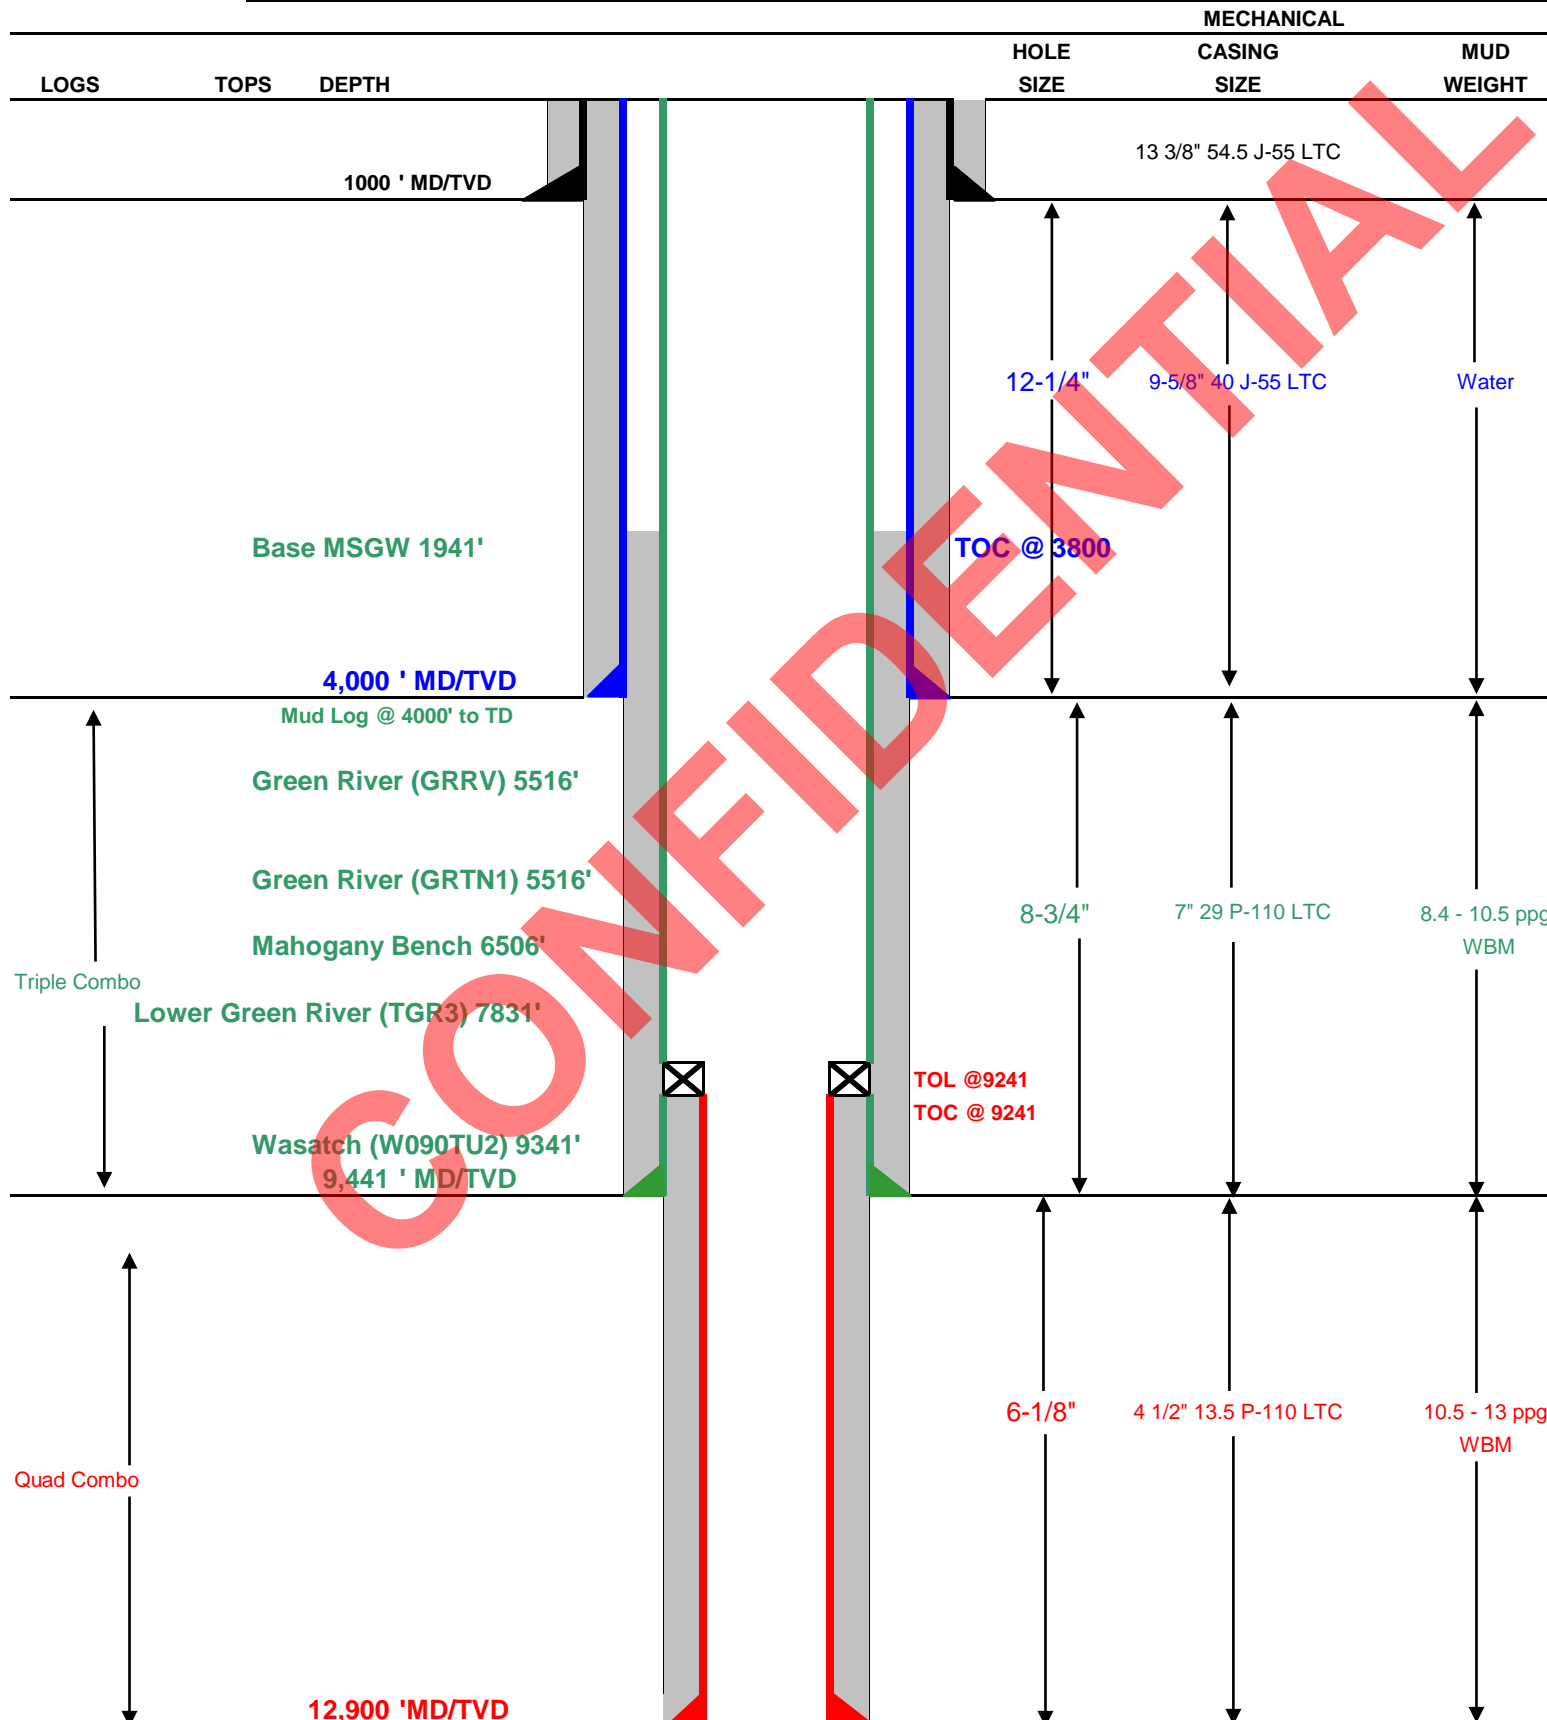 MECHANICAL
HOLE CASING MUD
LOGS TOPS DEPTH SIZE SIZE WEIGHT
13 3/8" 54.5 J-55 LTC
1000 ' MD/TVD
12-1/4" 9-5/8" 40 J-55 LTC Water
Base MSGW 1941' TOC @ 3800
4,000 ' MD/TVD
Mud Log @ 4000' to TD
Green River (GRRV) 5516'
Green River (GRTN1) 5516'
8-3/4" 7" 29 P-110 LTC 8.4 - 10.5 ppg
Mahogany Bench 6506' WBM
Triple Combo
Lower Green River (TGR3) 7831'
TOL @9241
TOC @ 9241
Wasatch (W090TU2) 9341'
9,441 ' MD/TVD
6-1/8" 4 1/2" 13.5 P-110 LTC 10.5 - 13 ppg
WBM
Quad Combo
12,900 'MD/TVD
CONFIDENTIAL